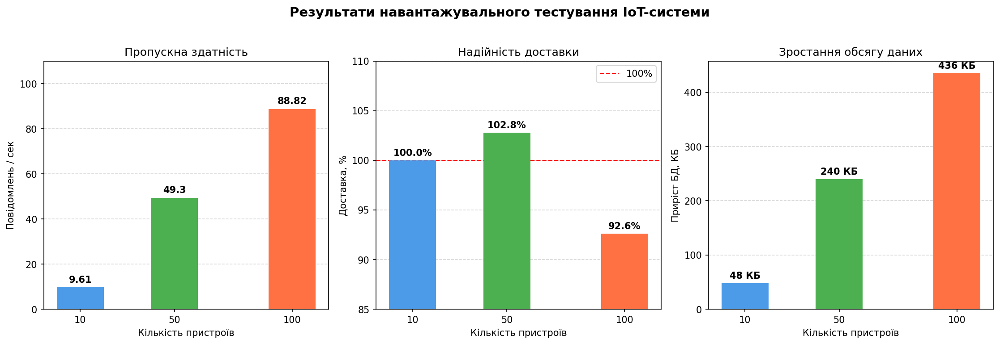 Результати навантажувального тестування IoT-системи
Пропускна здатність
Повідомлень / сек
100
80
60
40
20
0
9.61
49.3
88.82
10
50
100
Кількість пристроїв
Надійність доставки
Доставка, %
110
105
100
95
90
85
100%
100.0%
102.8%
92.6%
10
50
100
Кількість пристроїв
Зростання обсягу даних
Приріст БД, КБ
400
300
200
100
0
48 КБ
240 КБ
436 КБ
10
50
100
Кількість пристроїв